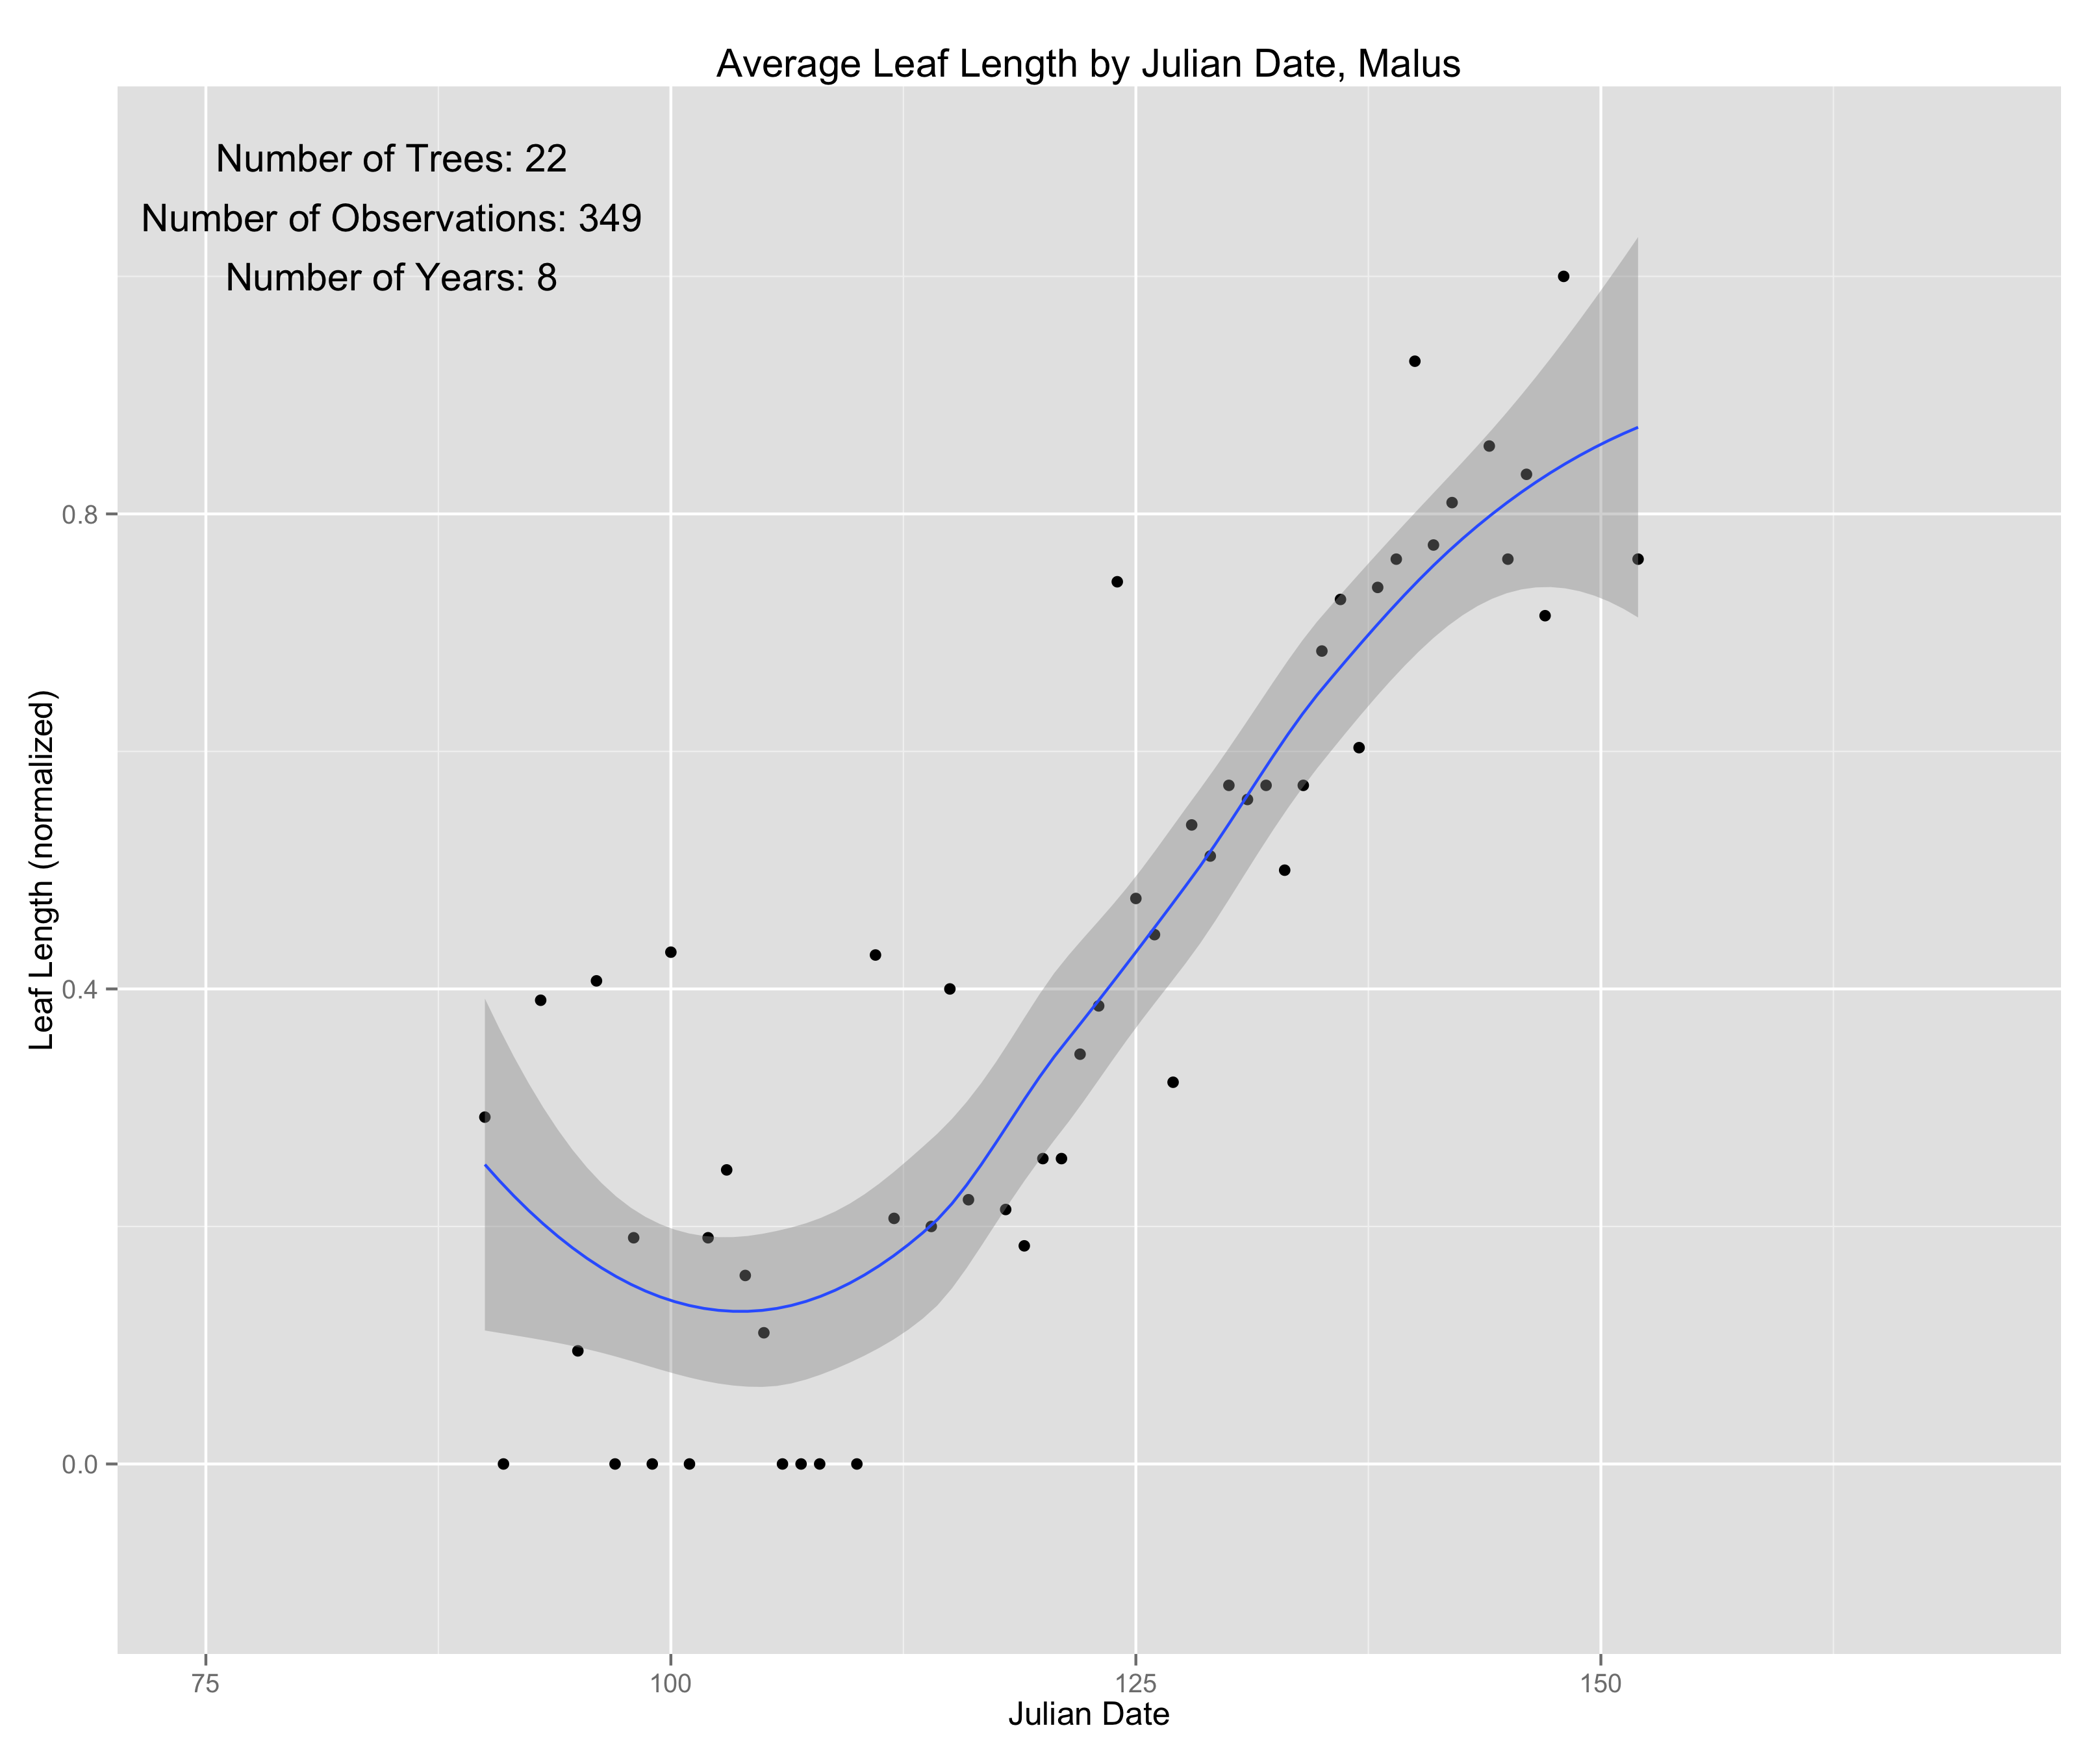 Average Leaf Length by Julian Date, Malus
Number of Trees: 22
Number of Observations: 349
Number of Years: 8
Leaf Length (normalized)
0.8
0.4
0.0
75 100 125 150
Julian Date